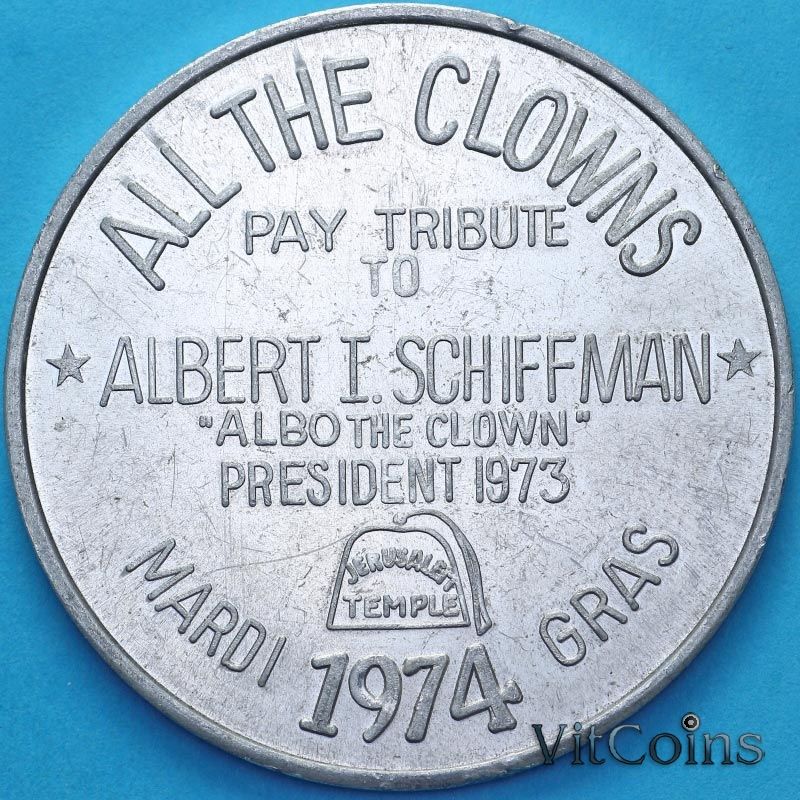 ALL THE CLOWNS
PAY TRIBUTE
TO
ALBERT I. SCHIFFMAN
"ALBO THE CLOWN"
PRESIDENT 1973
JERUSALEM
TEMPLE
MARDI GRAS
1974
VitCoins